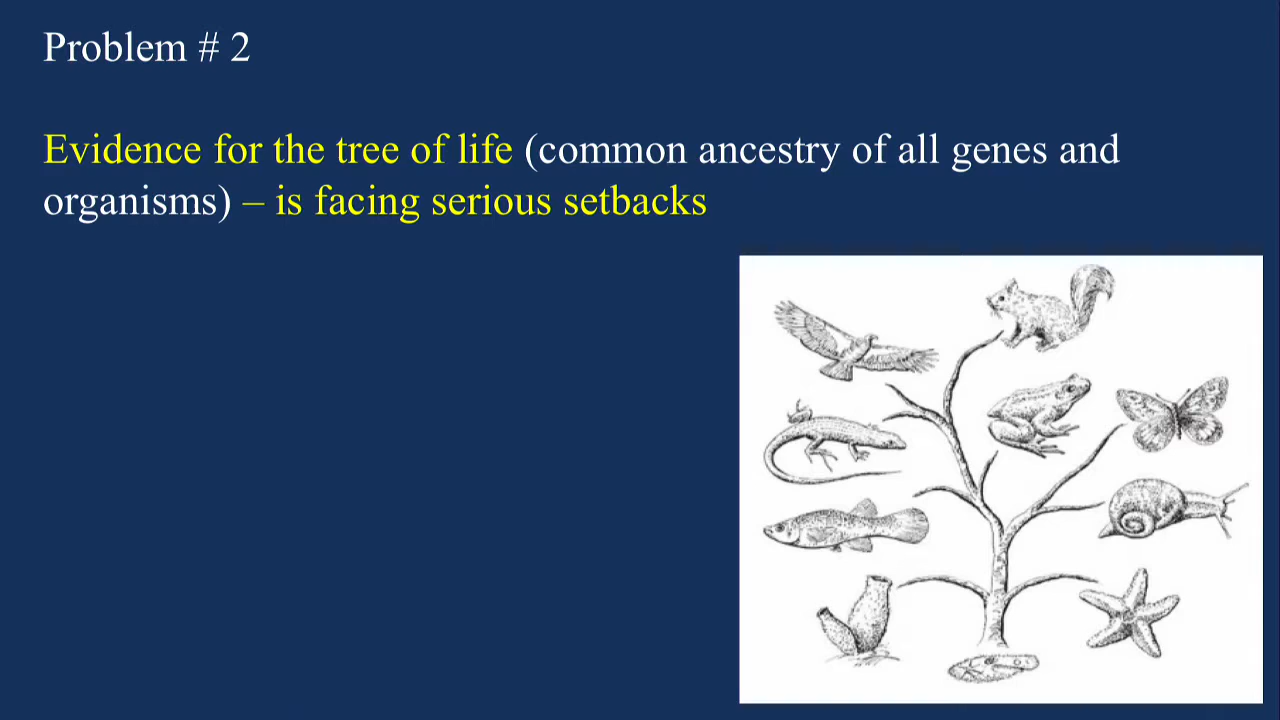 Problem # 2
Evidence for the tree of life (common ancestry of all genes and
organisms) – is facing serious setbacks